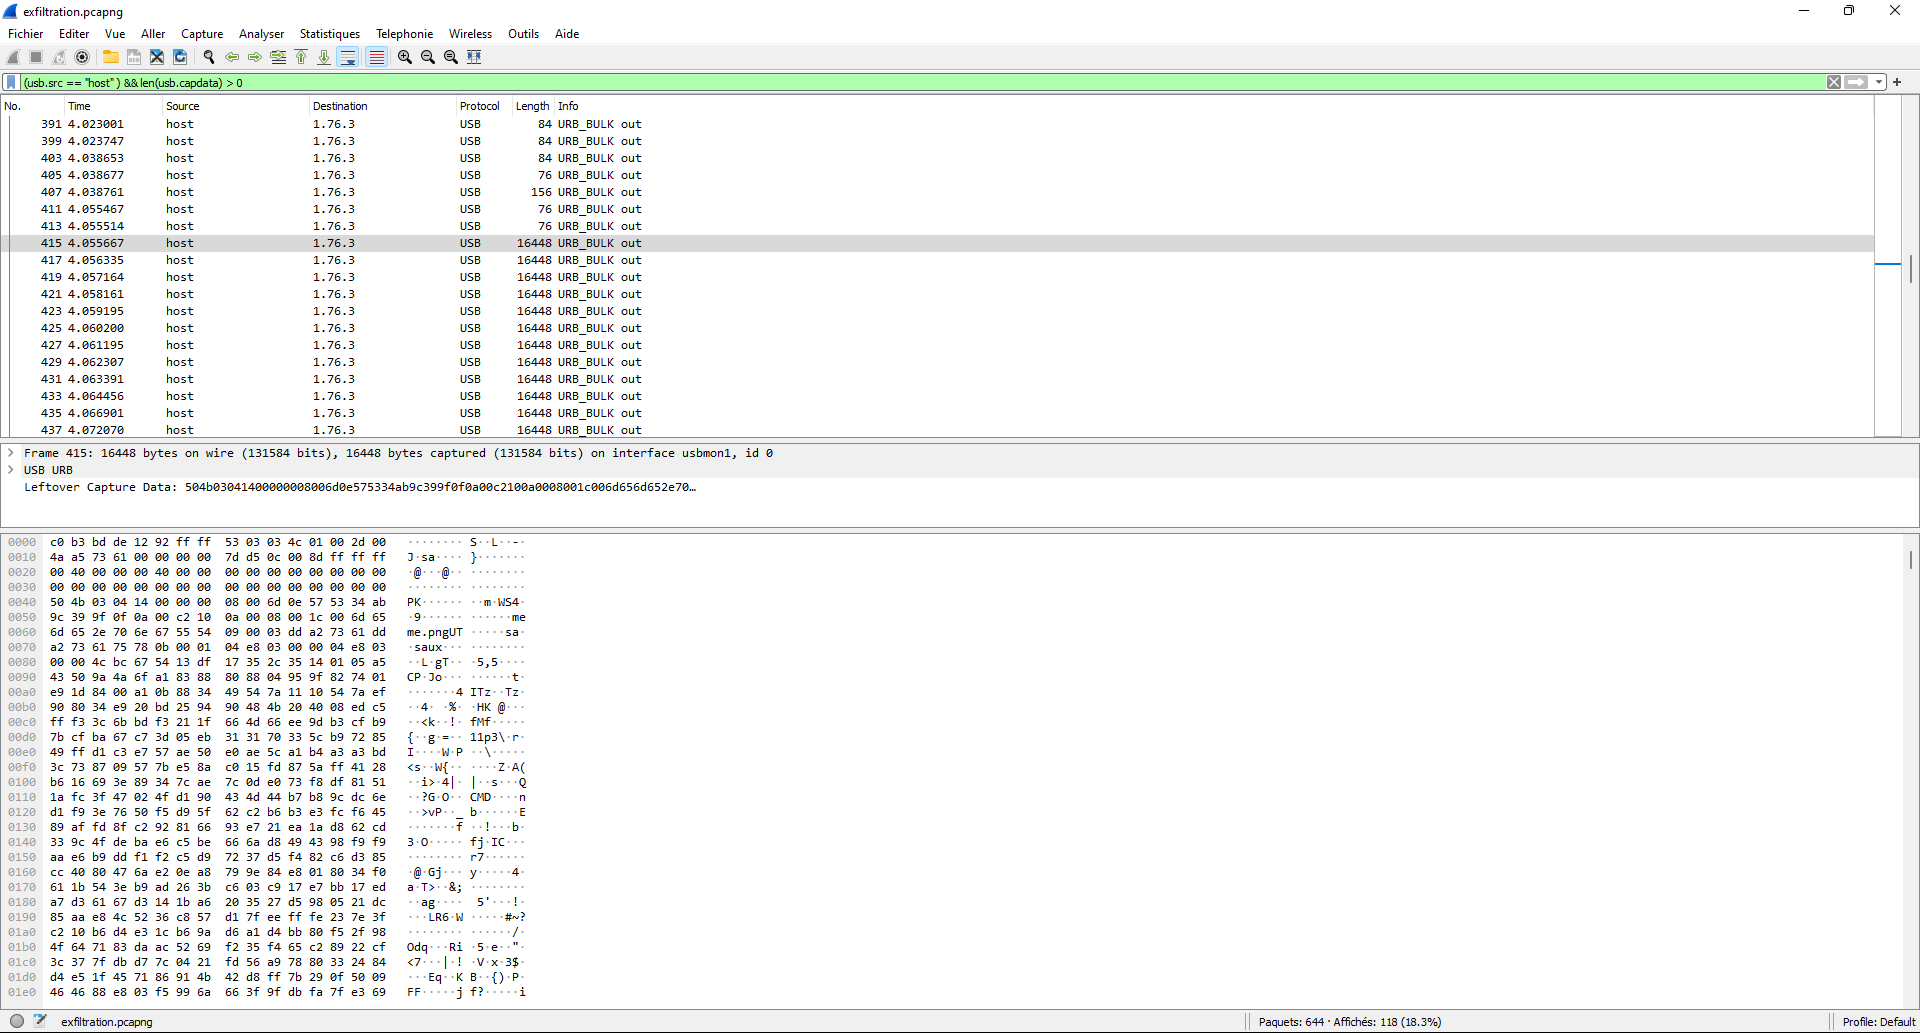 exfiltration.pcapng
Fichier Editer Vue Aller Capture Analyser Statistiques Telephonie Wireless Outils Aide
(usb.src == "host" ) && len(usb.capdata) > 0
No. Time Source Destination Protocol Length Info
391 4.023001 host 1.76.3 USB 84 URB_BULK out
399 4.023747 host 1.76.3 USB 84 URB_BULK out
403 4.038653 host 1.76.3 USB 84 URB_BULK out
405 4.038677 host 1.76.3 USB 76 URB_BULK out
407 4.038761 host 1.76.3 USB 156 URB_BULK out
411 4.055467 host 1.76.3 USB 76 URB_BULK out
413 4.055514 host 1.76.3 USB 76 URB_BULK out
415 4.055667 host 1.76.3 USB 16448 URB_BULK out
417 4.056335 host 1.76.3 USB 16448 URB_BULK out
419 4.057164 host 1.76.3 USB 16448 URB_BULK out
421 4.058161 host 1.76.3 USB 16448 URB_BULK out
423 4.059195 host 1.76.3 USB 16448 URB_BULK out
425 4.060200 host 1.76.3 USB 16448 URB_BULK out
427 4.061195 host 1.76.3 USB 16448 URB_BULK out
429 4.062307 host 1.76.3 USB 16448 URB_BULK out
431 4.063391 host 1.76.3 USB 16448 URB_BULK out
433 4.064456 host 1.76.3 USB 16448 URB_BULK out
435 4.066901 host 1.76.3 USB 16448 URB_BULK out
437 4.072070 host 1.76.3 USB 16448 URB_BULK out
Frame 415: 16448 bytes on wire (131584 bits), 16448 bytes captured (131584 bits) on interface usbmon1, id 0
USB URB
Leftover Capture Data: 504b03041400000008006d0e575334ab9c399f0f0a00c2100a0008001c006d656d652e70…
0000 c0 b3 bd de 12 92 ff ff 53 03 03 4c 01 00 2d 00 ········ S··L··-·
0010 4a a5 73 61 00 00 00 00 7d d5 0c 00 8d ff ff ff J·sa···· }·······
0020 00 40 00 00 00 40 00 00 00 00 00 00 00 00 00 00 ·@···@·· ········
0030 00 00 00 00 00 00 00 00 00 00 00 00 00 00 00 00 ········ ········
0040 50 4b 03 04 14 00 00 00 08 00 6d 0e 57 53 34 ab PK······ ··m·WS4·
0050 9c 39 9f 0f 0a 00 c2 10 0a 00 08 00 1c 00 6d 65 ·9······ ······me
0060 6d 65 2e 70 6e 67 55 54 09 00 03 dd a2 73 61 dd me.pngUT ·····sa·
0070 a2 73 61 75 78 0b 00 01 04 e8 03 00 00 04 e8 03 ·saux··· ········
0080 00 00 4c bc 67 54 13 df 17 35 2c 35 14 01 05 a5 ··L·gT·· ·5,5····
0090 43 50 9a 4a 6f a1 83 88 80 88 04 95 9f 82 74 01 CP·Jo··· ······t·
00a0 e9 1d 84 00 a1 0b 88 34 49 54 7a 11 10 54 7a ef ·······4 ITz··Tz·
00b0 90 80 34 e9 20 bd 25 94 90 48 4b 20 40 08 ed c5 ··4· ·%· ·HK @···
00c0 ff f3 3c 6b bd f3 21 1f 66 4d 66 ee 9d b3 cf b9 ··<k··!· fMf·····
00d0 7b cf ba 67 c7 3d 05 eb 31 31 70 33 5c b9 72 85 {··g·=·· 11p3\·r·
00e0 49 ff d1 c3 e7 57 ae 50 e0 ae 5c a1 b4 a3 a3 bd I····W·P ··\·····
00f0 3c 73 87 09 57 7b e5 8a c0 15 fd 87 5a ff 41 28 <s··W{·· ····Z·A(
0100 b6 16 69 3e 89 34 7c ae 7c 0d e0 73 f8 df 81 51 ··i>·4|· |··s···Q
0110 1a fc 3f 47 02 4f d1 90 43 4d 44 b7 b8 9c dc 6e ··?G·O·· CMD····n
0120 d1 f9 3e 76 50 f5 d9 5f 62 c2 b6 b3 e3 fc f6 45 ··>vP··_ b······E
0130 89 af fd 8f c2 92 81 66 93 e7 21 ea 1a d8 62 cd ·······f ··!···b·
0140 33 9c 4f de ba e6 c5 be 66 6a d8 49 43 98 f9 f9 3·O····· fj·IC···
0150 aa e6 b9 dd f1 f2 c5 d9 72 37 d5 f4 82 c6 d3 85 ········ r7······
0160 cc 40 80 47 6a e2 0e a8 79 9e 84 e8 01 80 34 f0 ·@·Gj··· y·····4·
0170 61 1b 54 3e b9 ad 26 3b c6 03 c9 17 e7 bb 17 ed a·T>··&; ········
0180 a7 d3 61 67 d3 14 1b a6 20 35 27 d5 98 05 21 dc ··ag···· 5'···!·
0190 85 aa e8 4c 52 36 c8 57 d1 7f ee ff fe 23 7e 3f ···LR6·W ·····#~?
01a0 c2 10 b6 d4 e3 1c b6 9a d6 a1 d4 bb 80 f5 2f 98 ········ ······/·
01b0 4f 64 71 83 da ac 52 69 f2 35 f4 65 c2 89 22 cf Odq···Ri ·5·e··"·
01c0 3c 37 7f db d7 7c 04 21 fd 56 a9 78 80 33 24 84 <7···|·! ·V·x·3$·
01d0 d4 e5 1f 45 71 86 91 4b 42 d8 ff 7b 29 0f 50 09 ···Eq··K B··{)·P·
01e0 46 46 88 e8 03 f5 99 6a 66 3f 9f db fa 7f e3 69 FF·····j f?·····i
exfiltration.pcapng Paquets: 644 · Affichés: 118 (18.3%) Profile: Default